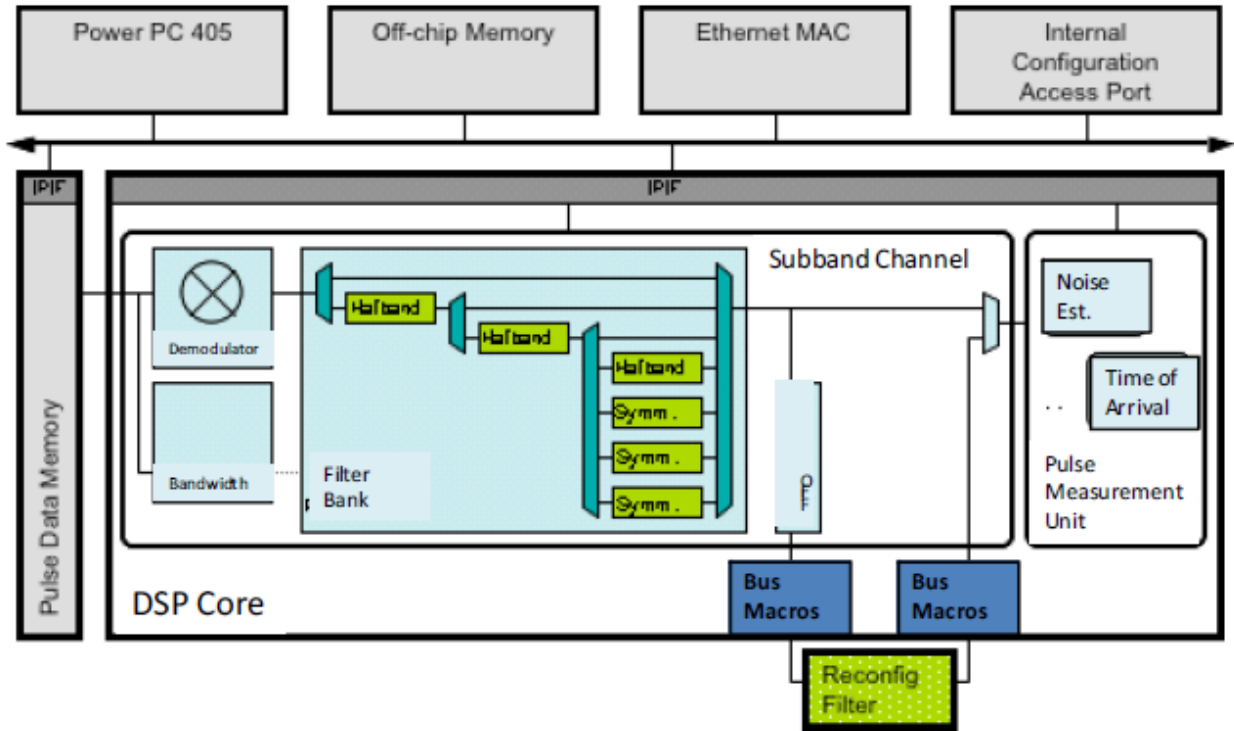 Power PC 405
Off-chip Memory
Ethernet MAC
Internal
Configuration
Access Port
IPIF
IPIF
Subband Channel
Demodulator
Bandwidth
Filter
Bank
Halfband
Halfband
Halfband
Symm.
Symm.
Symm.
Noise
Est.
Time of
Arrival
. .
Pulse
Measurement
Unit
Pulse Data Memory
DSP Core
Bus
Macros
Bus
Macros
Reconfig
Filter